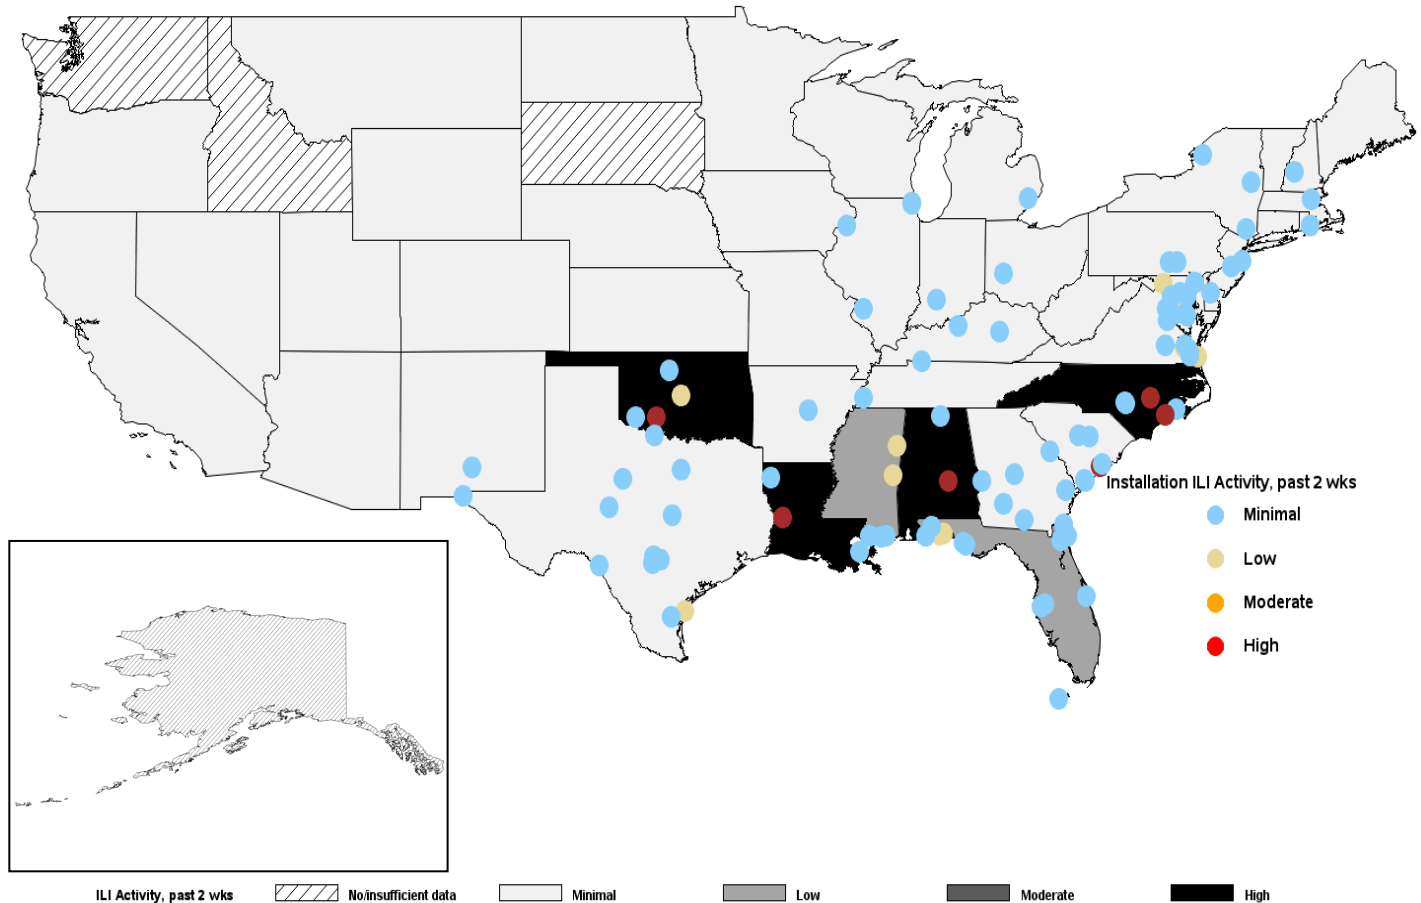 Installation ILI Activity, past 2 wks
Minimal
Low
Moderate
High
ILI Activity, past 2 wks No/insufficient data Minimal Low Moderate High